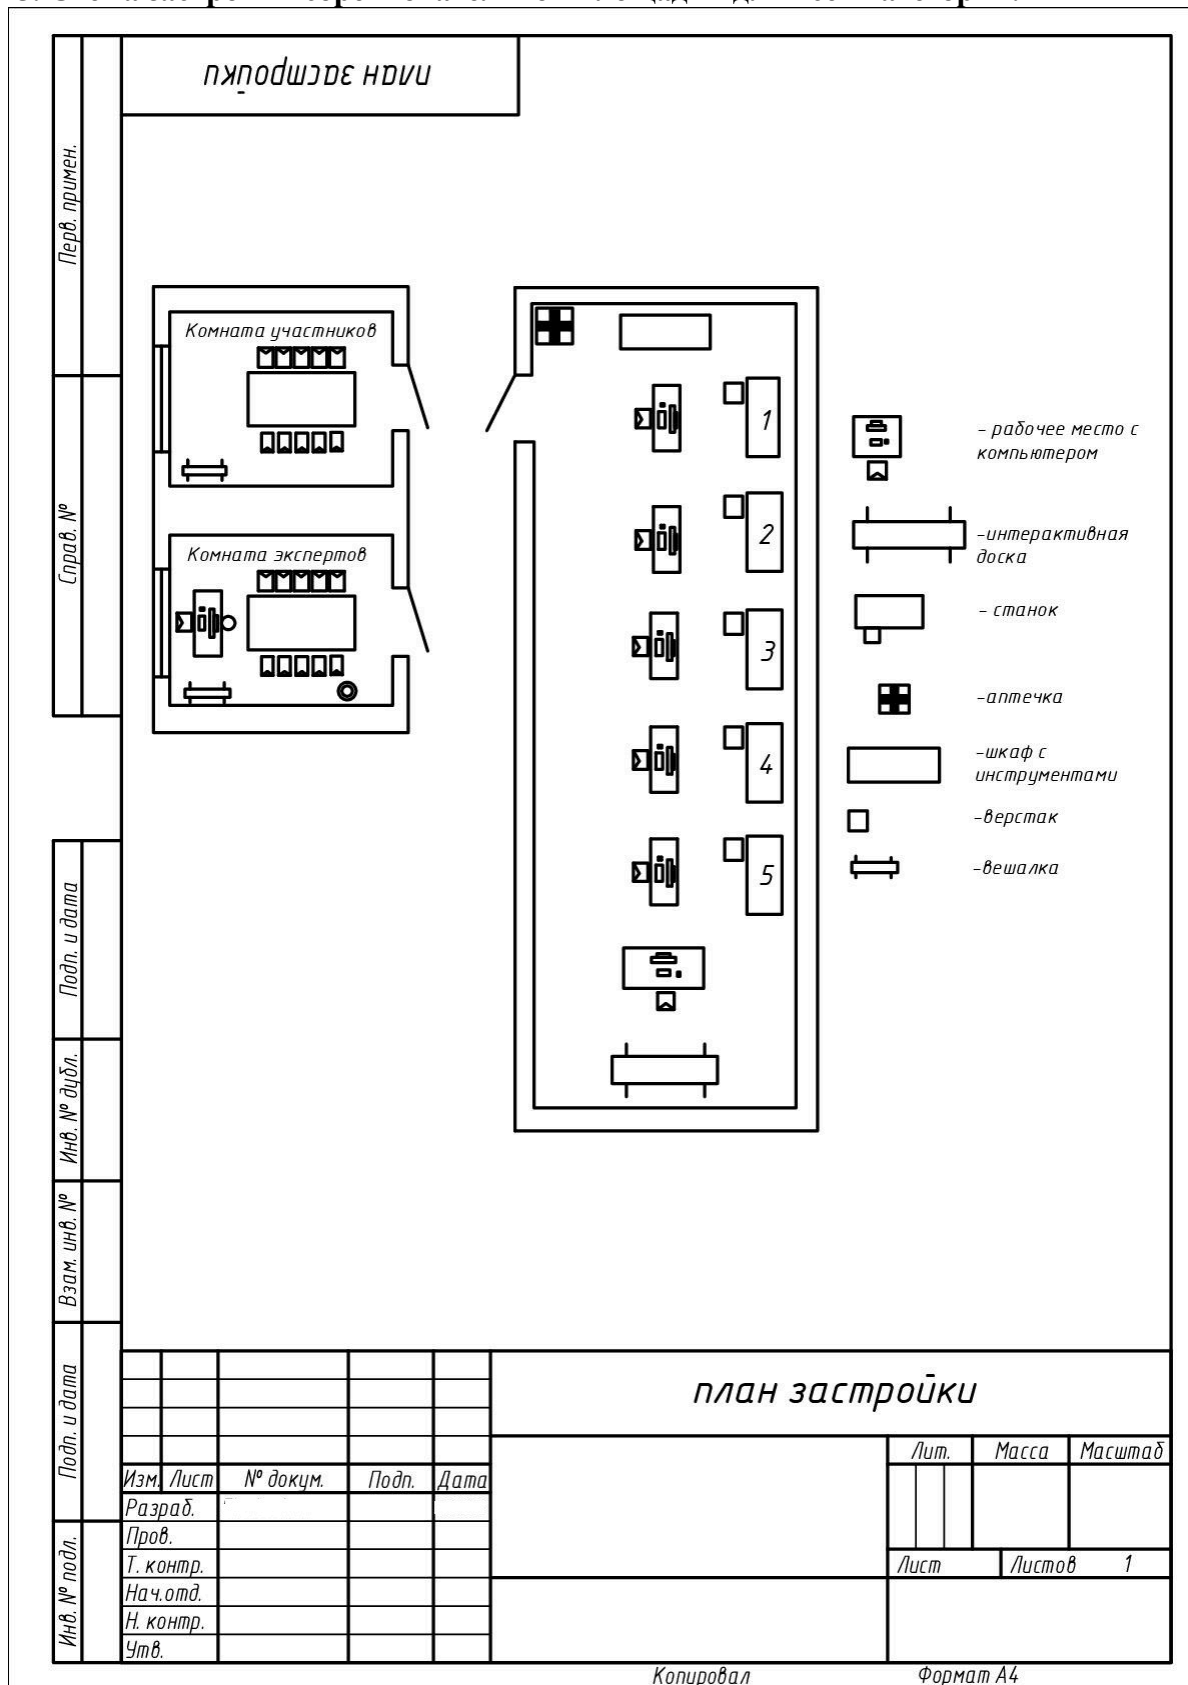 план застройки
Перв. примен.
Справ. №
Подп. и дата
Инв. № дубл.
Взам. инв. №
Подп. и дата
Инв. № подл.
Комната участников
Комната экспертов
1
2
3
4
5
- рабочее место с
компьютером
-интерактивная
доска
- станок
-аптечка
-шкаф с
инструментами
-верстак
-вешалка
план застройки
Лит. Масса Масштаб
Изм. Лист № докум. Подп. Дата
Разраб.
Пров.
Т. контр.
Лист Листов 1
Нач.отд.
Н. контр.
Утв.
Копировал Формат А4